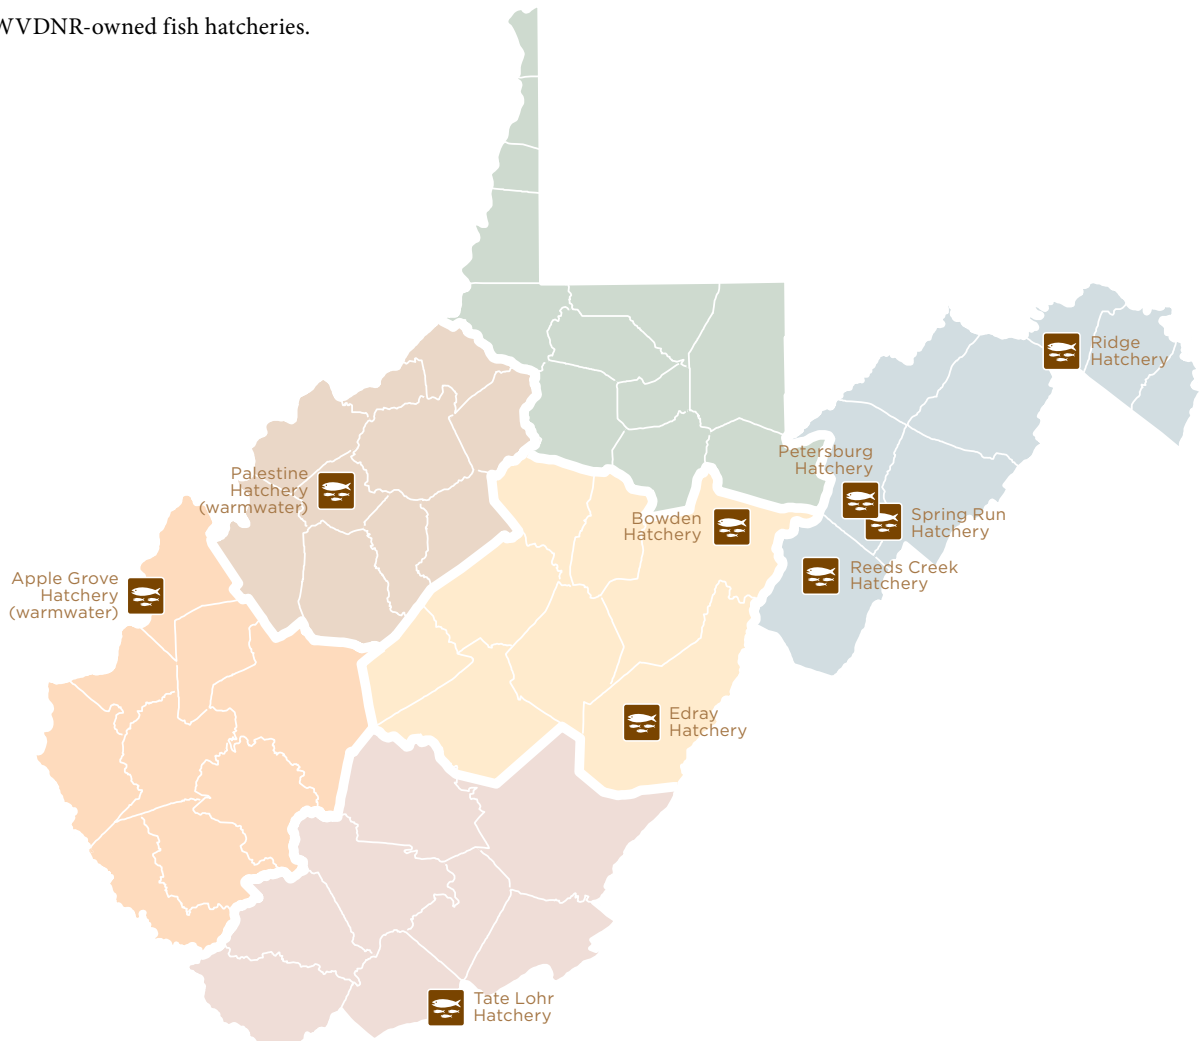 WVDNR-owned fish hatcheries.
Ridge
Hatchery
Petersburg
Hatchery
Palestine
Hatchery
(warmwater)
Bowden
Hatchery
Spring Run
Hatchery
Reeds Creek
Hatchery
Apple Grove
Hatchery
(warmwater)
Edray
Hatchery
Tate Lohr
Hatchery